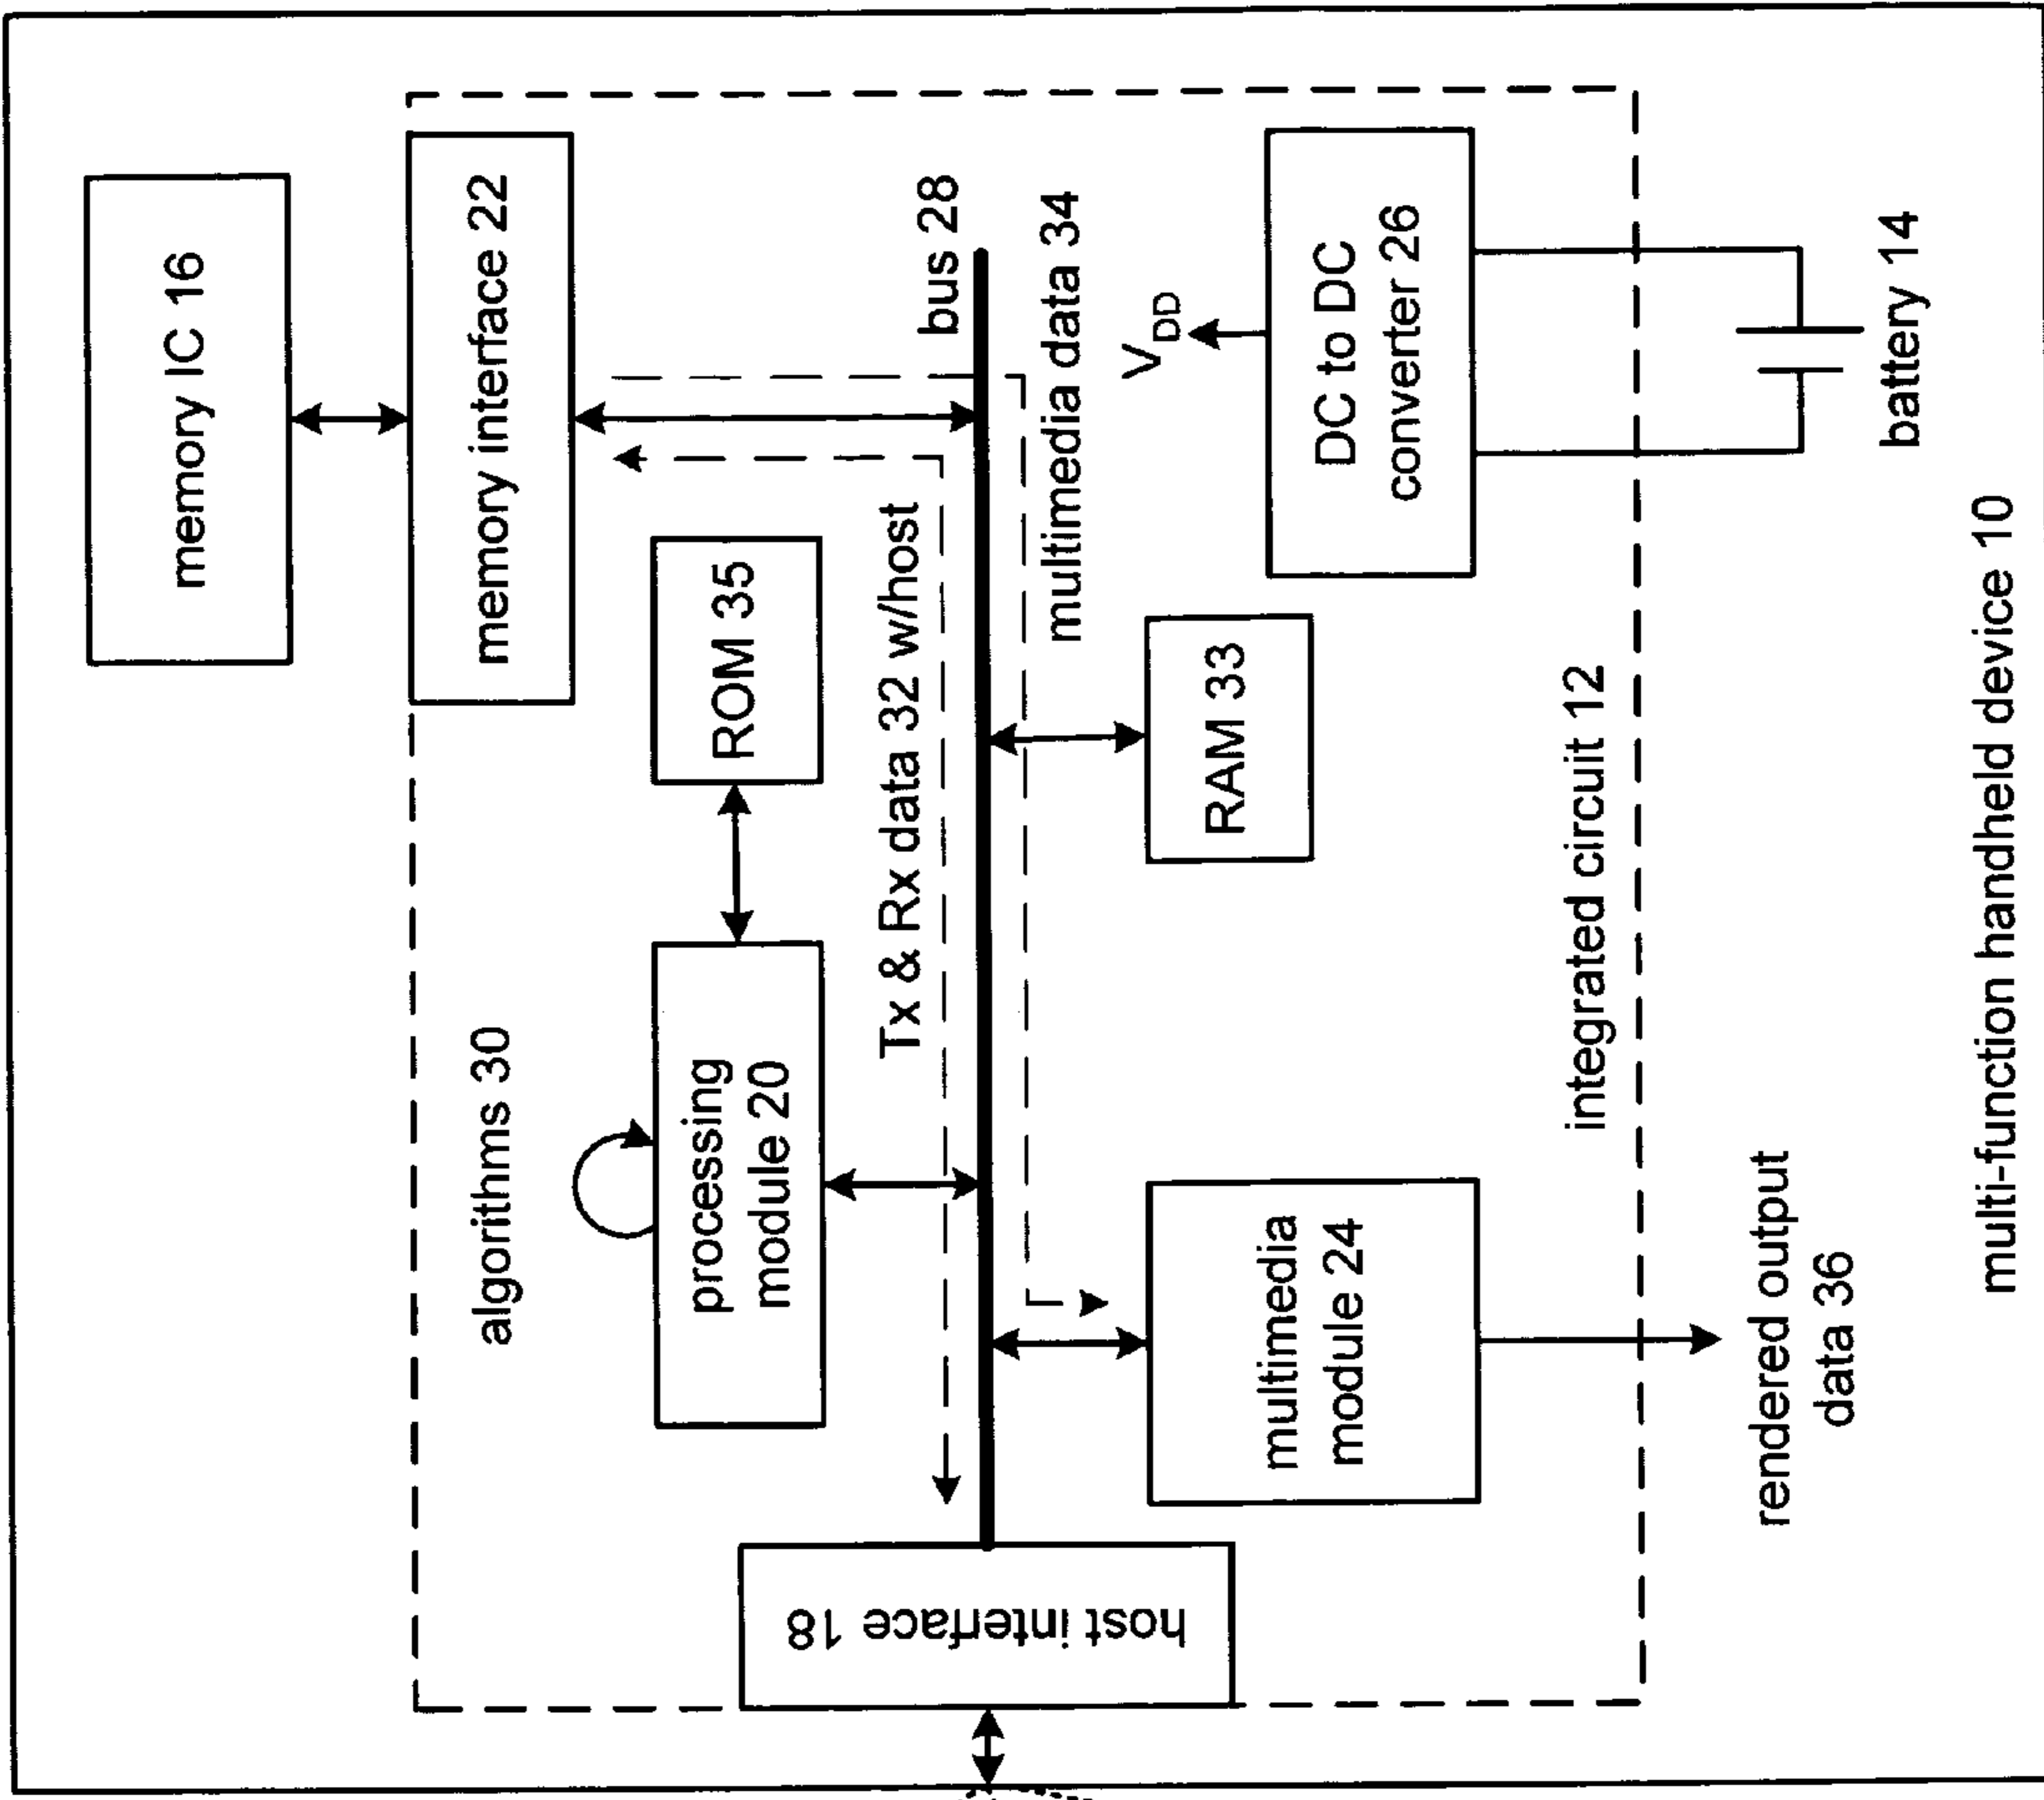 memory IC 16
memory interface 22
algorithms 30
processing
module 20
ROM 35
Tx & Rx data 32 w/host
bus 28
host interface 18
multimedia data 34
multimedia
module 24
RAM 33
VDD
DC to DC
converter 26
integrated circuit 12
rendered output
data 36
battery 14
multi-function handheld device 10